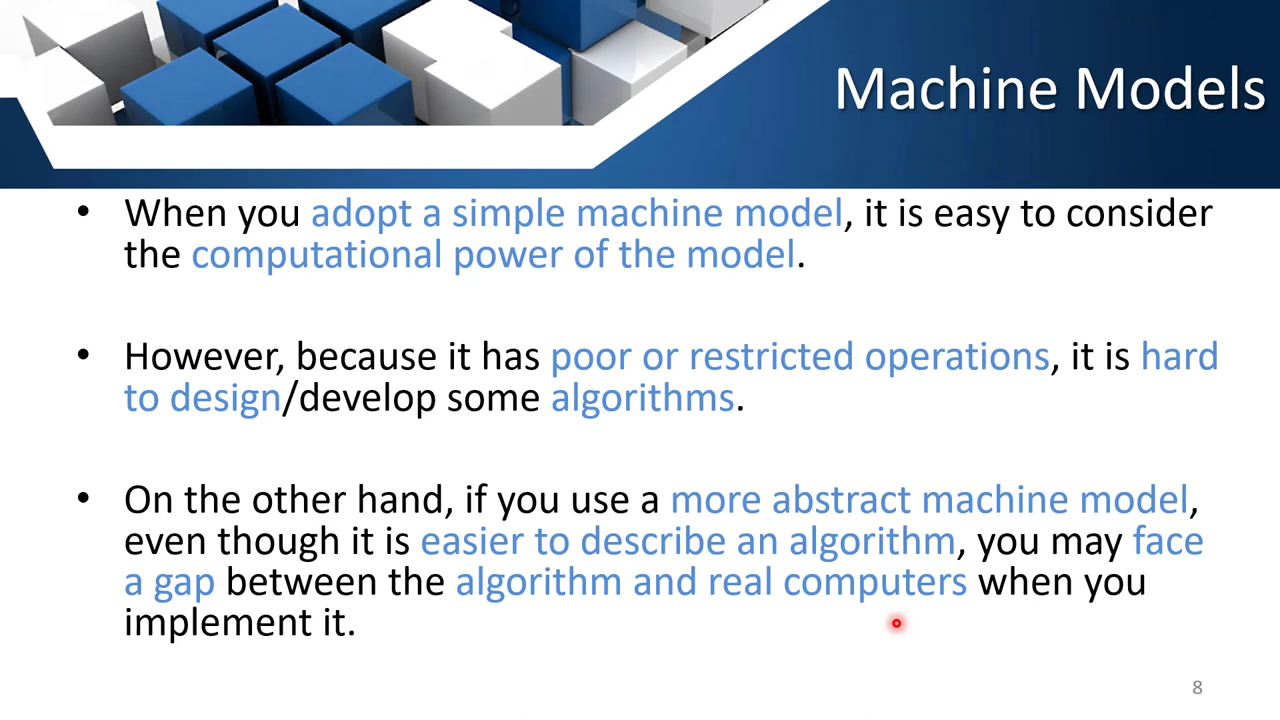 Machine Models
• When you adopt a simple machine model, it is easy to consider
the computational power of the model.
• However, because it has poor or restricted operations, it is hard
to design/develop some algorithms.
• On the other hand, if you use a more abstract machine model,
even though it is easier to describe an algorithm, you may face
a gap between the algorithm and real computers when you
implement it.
8